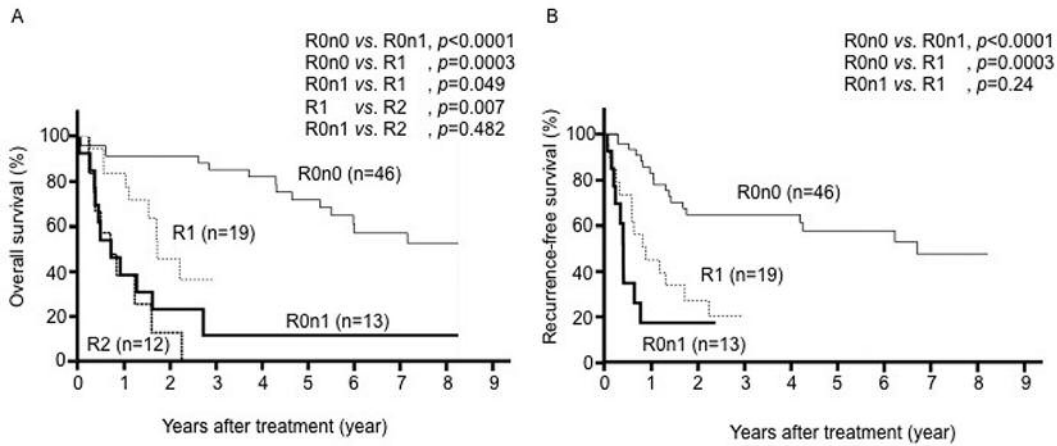 A
R0n0 vs. R0n1, p<0.0001
R0n0 vs. R1 , p=0.0003
R0n1 vs. R1 , p=0.049
R1 vs. R2 , p=0.007
R0n1 vs. R2 , p=0.482
Overall survival (%)
100
80
60
40
20
0
R0n0 (n=46)
R1 (n=19)
R0n1 (n=13)
R2 (n=12)
0 1 2 3 4 5 6 7 8 9
Years after treatment (year)
B
R0n0 vs. R0n1, p<0.0001
R0n0 vs. R1 , p=0.0003
R0n1 vs. R1 , p=0.24
Recurrence-free survival (%)
100
80
60
40
20
0
R0n0 (n=46)
R1 (n=19)
R0n1 (n=13)
0 1 2 3 4 5 6 7 8 9
Years after treatment (year)